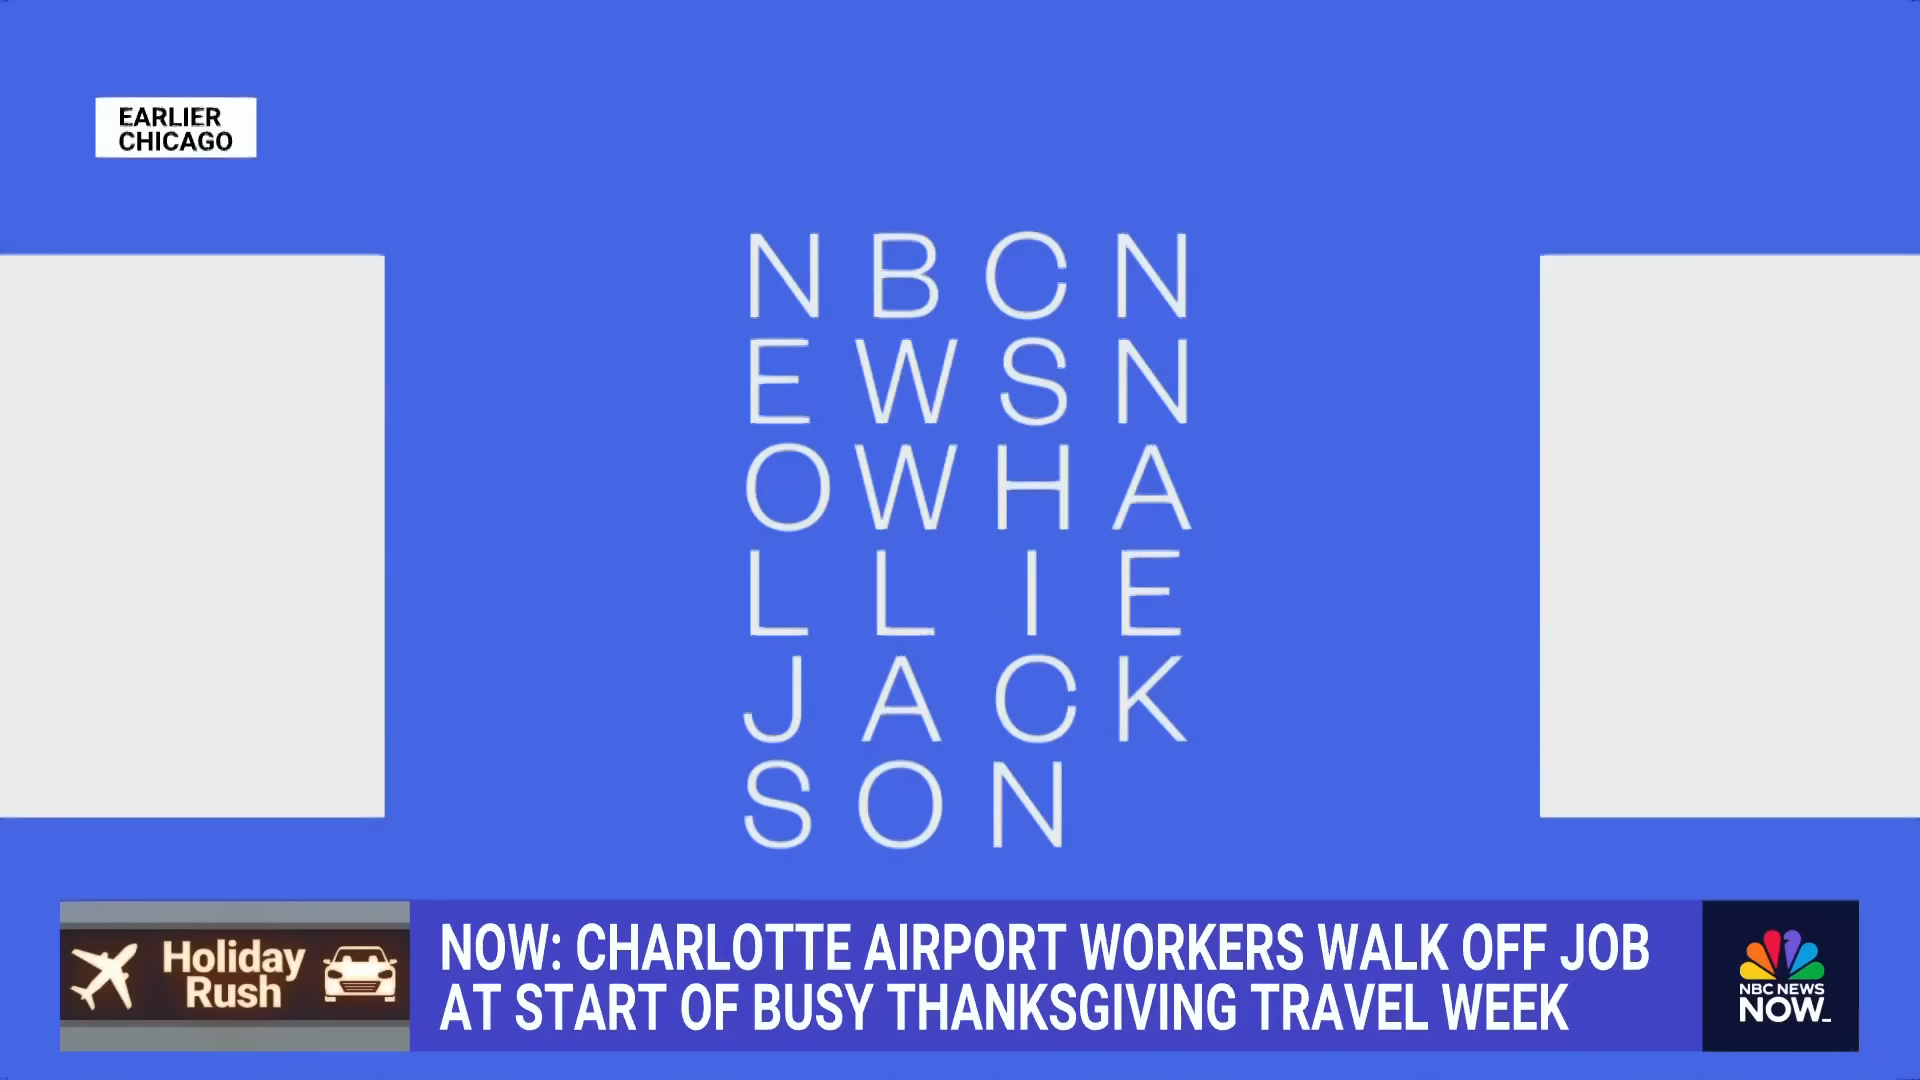 EARLIER
CHICAGO
N B C N
E W S N
O W H A
L L I E
J A C K
S O N
Holiday
Rush
NOW: CHARLOTTE AIRPORT WORKERS WALK OFF JOB
AT START OF BUSY THANKSGIVING TRAVEL WEEK
NBC NEWS
NOW_